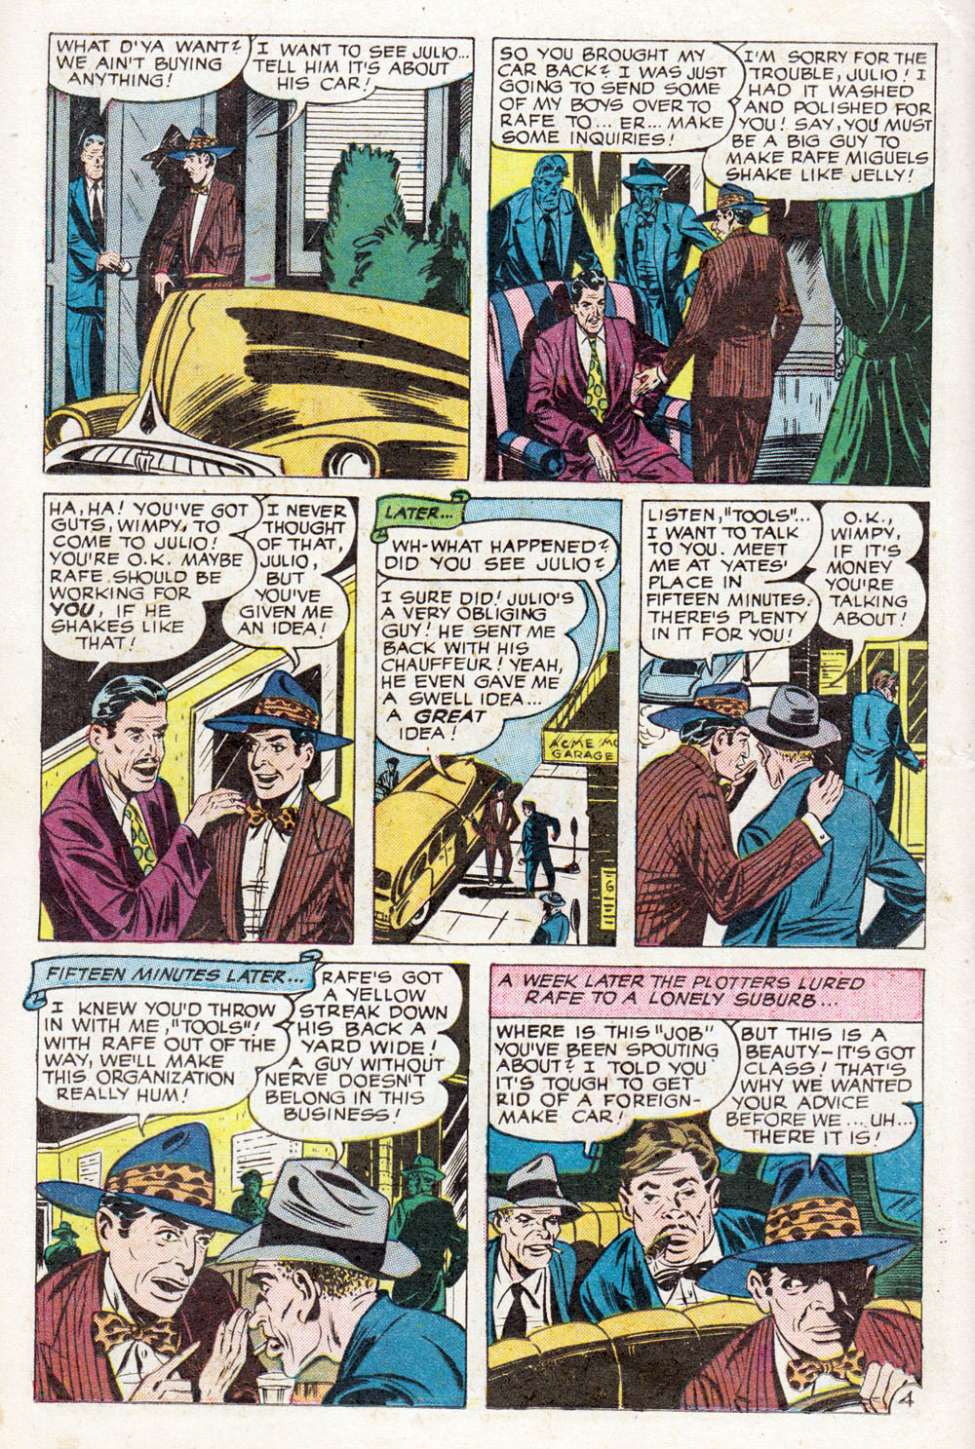 WHAT D'YA WANT?
WE AIN'T BUYING
ANYTHING!
I WANT TO SEE JULIO...
TELL HIM IT'S ABOUT
HIS CAR!
SO YOU BROUGHT MY
CAR BACK? I WAS JUST
GOING TO SEND SOME
OF MY BOYS OVER TO
RAFE TO... ER... MAKE
SOME INQUIRIES!
I'M SORRY FOR THE
TROUBLE, JULIO! I
HAD IT WASHED
AND POLISHED FOR
YOU! SAY, YOU MUST
BE A BIG GUY TO
MAKE RAFE MIGUELS
SHAKE LIKE JELLY!
HA, HA! YOU'VE GOT
GUTS, WIMPY, TO
COME TO JULIO!
YOU'RE O.K. MAYBE
RAFE SHOULD BE
WORKING FOR
YOU, IF HE
SHAKES LIKE
THAT!
I NEVER
THOUGHT
OF THAT,
JULIO,
BUT
YOU'VE
GIVEN ME
AN IDEA!
LATER...
WH-WHAT HAPPENED?
DID YOU SEE JULIO?
I SURE DID! JULIO'S
A VERY OBLIGING
GUY! HE SENT ME
BACK WITH HIS
CHAUFFEUR! YEAH,
HE EVEN GAVE ME
A SWELL IDEA...
A GREAT
IDEA!
ACME MO
GARAGE
G
LISTEN, "TOOLS"...
I WANT TO TALK
TO YOU. MEET
ME AT YATES'
PLACE IN
FIFTEEN MINUTES.
THERE'S PLENTY
IN IT FOR YOU!
O.K.,
WIMPY,
IF IT'S
MONEY
YOU'RE
TALKING
ABOUT!
FIFTEEN MINUTES LATER...
I KNEW YOU'D THROW
IN WITH ME, "TOOLS"!
WITH RAFE OUT OF THE
WAY, WE'LL MAKE
THIS ORGANIZATION
REALLY HUM!
RAFE'S GOT
A YELLOW
STREAK DOWN
HIS BACK A
YARD WIDE!
A GUY WITHOUT
NERVE DOESN'T
BELONG IN THIS
BUSINESS!
A WEEK LATER THE PLOTTERS LURED
RAFE TO A LONELY SUBURB...
WHERE IS THIS "JOB"
YOU'VE BEEN SPOUTING
ABOUT? I TOLD YOU
IT'S TOUGH TO GET
RID OF A FOREIGN-
MAKE CAR!
BUT THIS IS A
BEAUTY-IT'S GOT
CLASS! THAT'S
WHY WE WANTED
YOUR ADVICE
BEFORE WE... UH...
THERE IT IS!
4